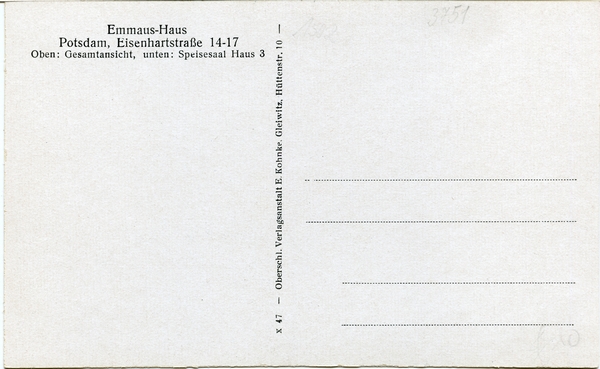 Emmaus-Haus
Potsdam, Eisenhartstraße 14-17
Oben: Gesamtansicht, unten: Speisesaal Haus 3
x 47 — Oberschl. Verlagsanstalt E. Kohnke, Gleiwitz, Hüttenstr. 10 —
3751